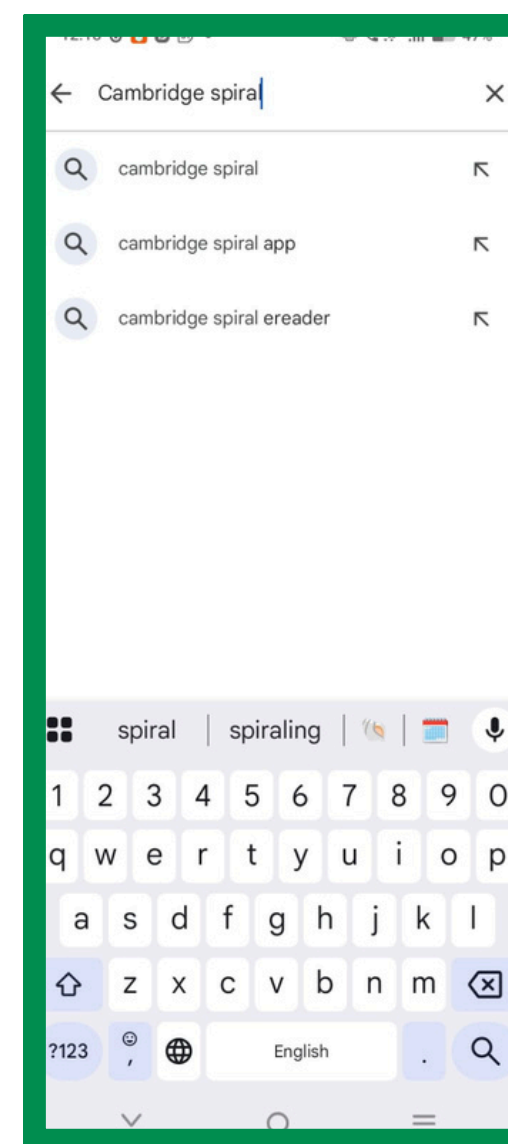 Cambridge spiral
cambridge spiral
cambridge spiral app
cambridge spiral ereader
spiral spiraling
1 2 3 4 5 6 7 8 9 0
q w e r t y u i o p
a s d f g h j k l
z x c v b n m
?123 , English .